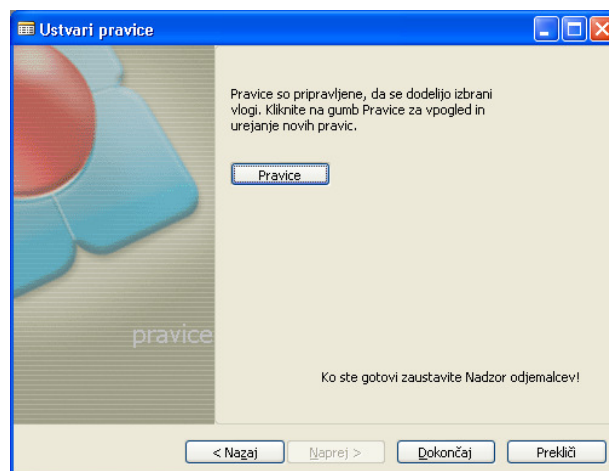 Ustvari pravice
Pravice so pripravljene, da se dodelijo izbrani
vlogi. Kliknite na gumb Pravice za vpogled in
urejanje novih pravic.
Pravice
pravice
Ko ste gotovi zaustavite Nadzor odjemalcev!
< Nazaj Naprej > Dokončaj Prekliči